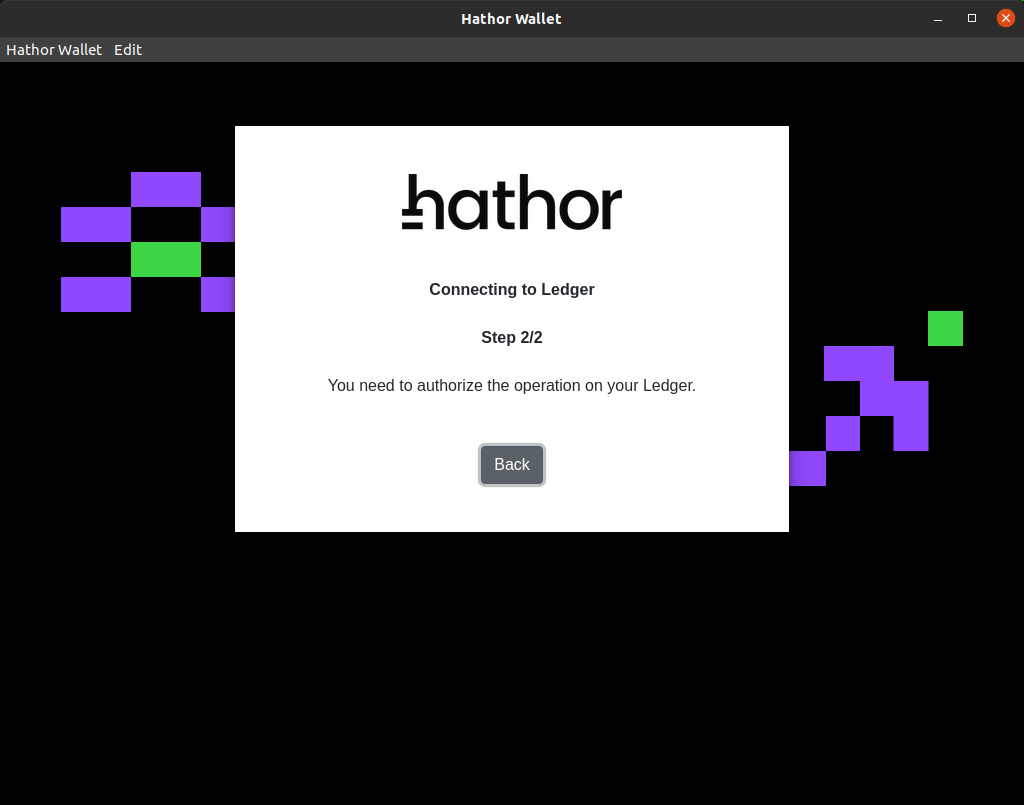 Hathor Wallet
Hathor Wallet Edit
hathor
Connecting to Ledger
Step 2/2
You need to authorize the operation on your Ledger.
Back